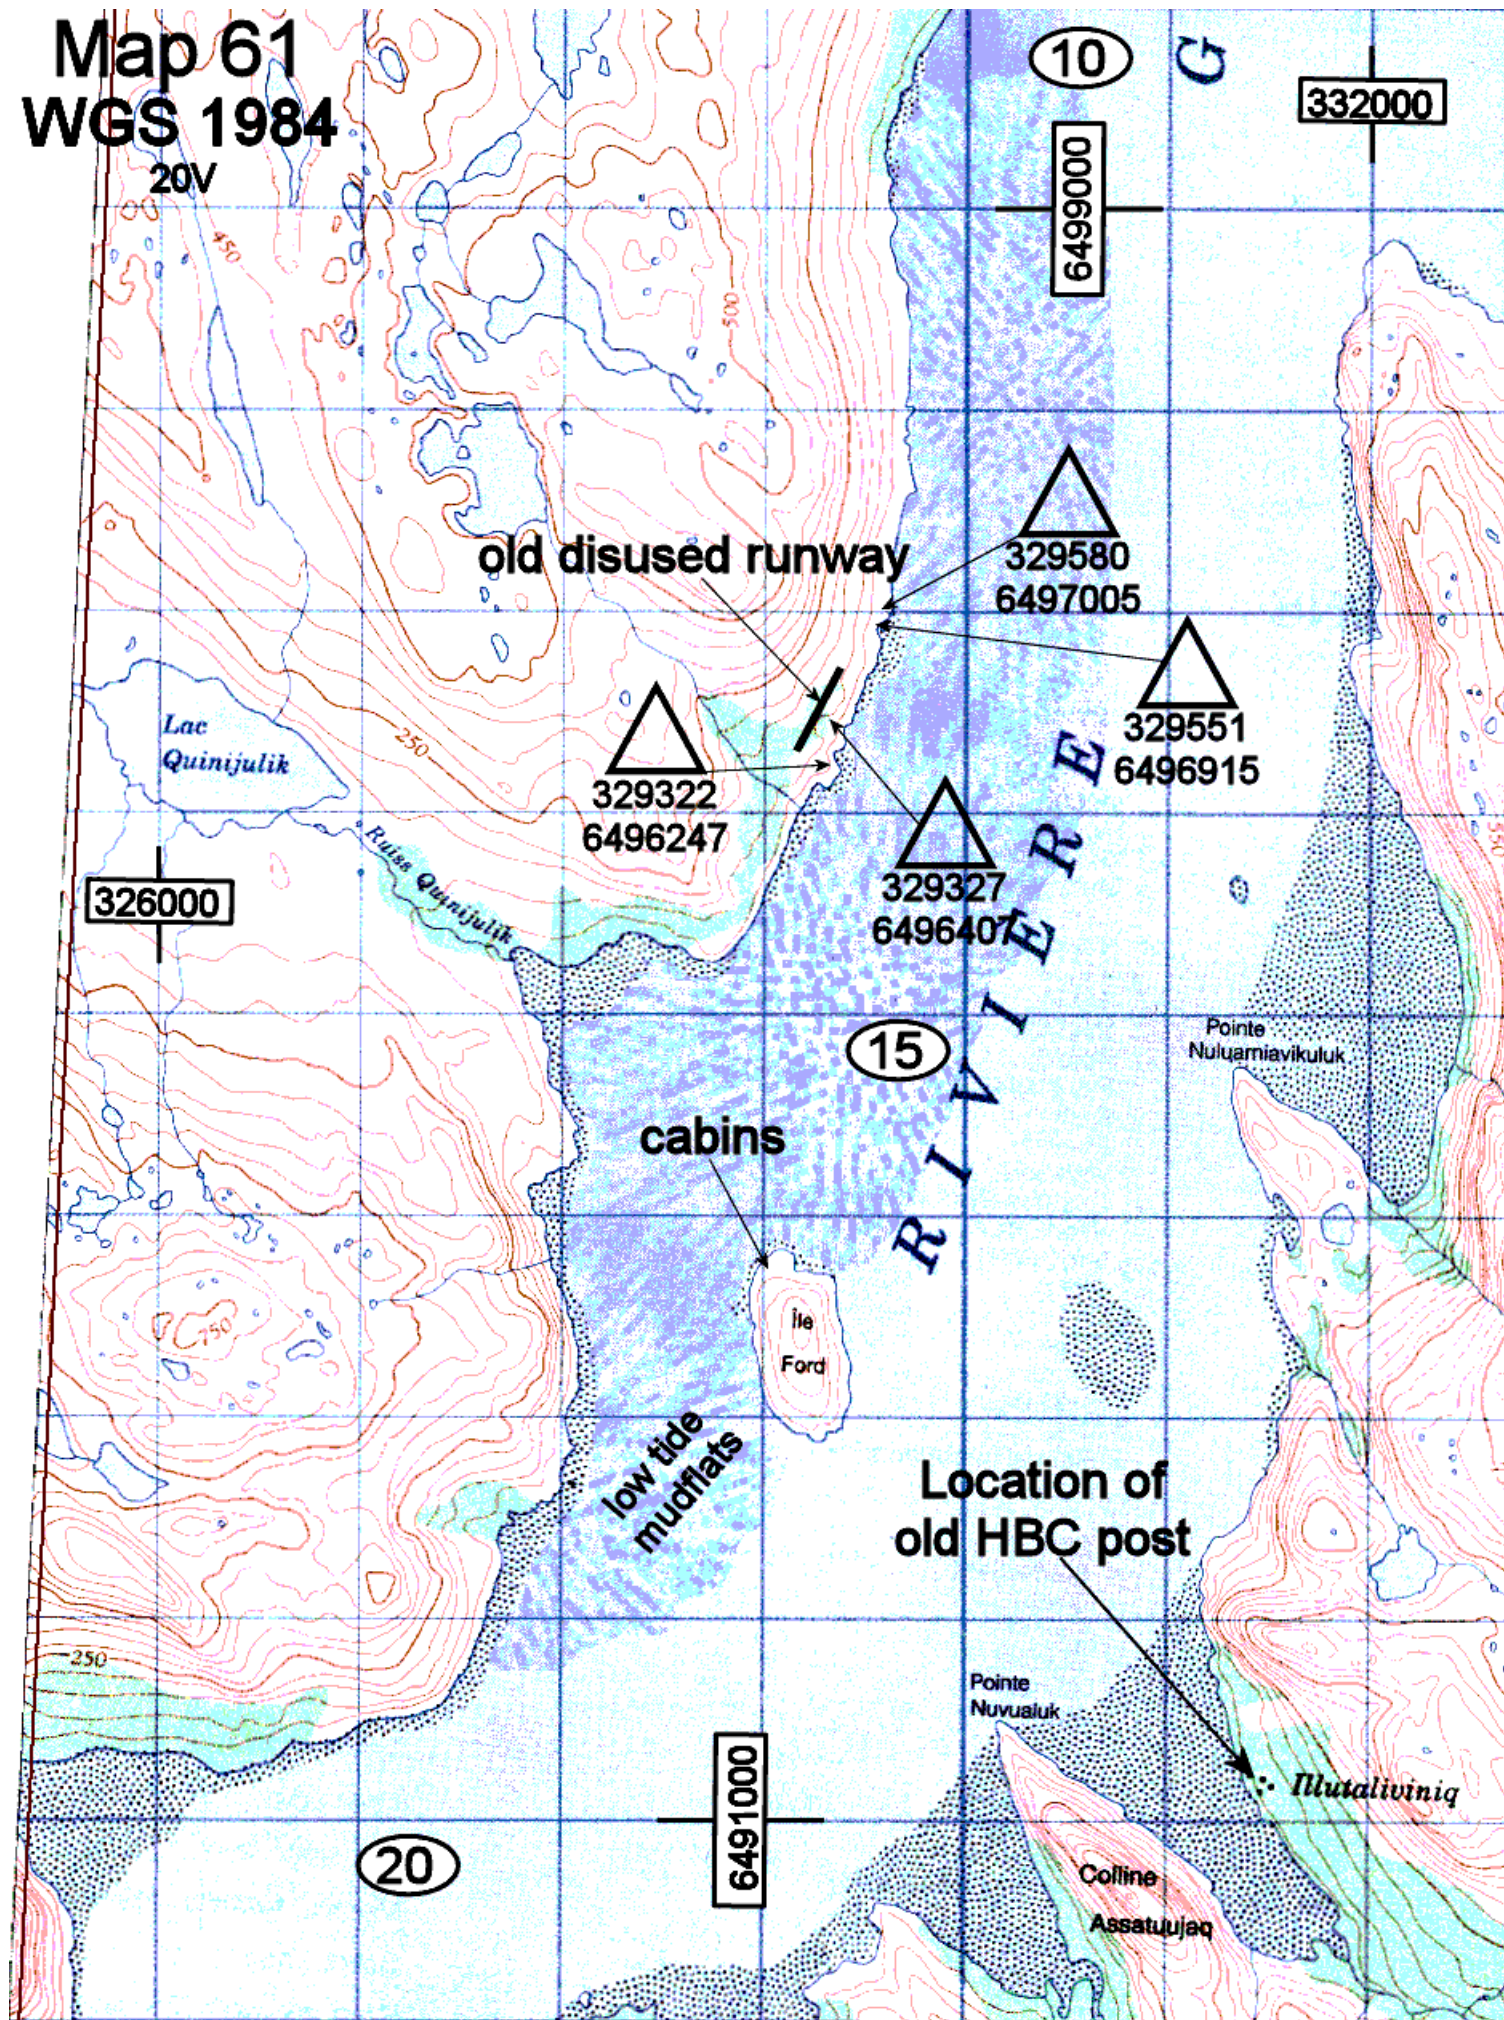 Map 61
WGS 1984
20V
10
G
332000
6499000
450
500
old disused runway
329580
6497005
329551
6496915
Lac
Quinijulik
250
329322
6496247
329327
6496407
326000
Ruiss Quinijulik
RIVIERE
Pointe
Nuluarniavikuluk
15
cabins
750
Île
Ford
low tide
mudflats
Location of
old HBC post
250
Pointe
Nuvualuk
6491000
Illutaliviniq
20
Colline
Assatuujaq